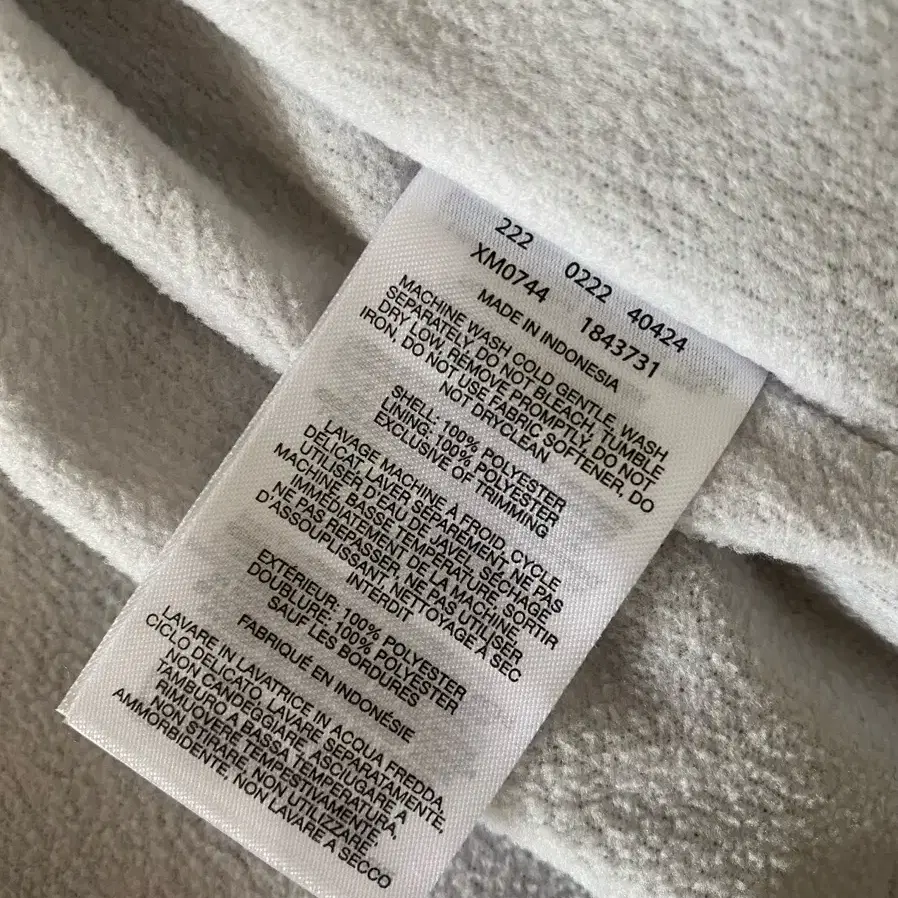 222 0222 40424
XM0744 1843731
MADE IN INDONESIA
MACHINE WASH COLD GENTLE, WASH
SEPARATELY, DO NOT BLEACH, TUMBLE
DRY LOW, REMOVE PROMPTLY, DO NOT
IRON, DO NOT USE FABRIC SOFTENER, DO
NOT DRYCLEAN
SHELL: 100% POLYESTER
LINING: 100% POLYESTER
EXCLUSIVE OF TRIMMING
LAVAGE MACHINE, A FROID, CYCLE
DÉLICAT, LAVER SÉPARÉMENT, NE PAS
UTILISER D'EAU DE JAVEL, SÉCHAGE
MACHINE, BASSE TEMPÉRATURE, SORTIR
IMMÉDIATEMENT DE LA MACHINE,
NE PAS REPASSER, NE PAS UTILISER
D'ASSOUPLISSANT, NETTOYAGE À SEC
INTERDIT
EXTÉRIEUR: 100% POLYESTER
DOUBLURE: 100% POLYESTER
SAUF LES BORDURES
FABRIQUÉ EN INDONÉSIE
LAVARE IN LAVATRICE IN ACQUA FREDDA,
CICLO DELICATO, LAVARE SEPARATAMENTE,
NON CANDEGGIARE, ASCIUGARE A
TAMBURO A BASSA TEMPERATURA,
RIMUOVERE TEMPESTIVAMENTE,
NON STIRARE, NON UTILIZZARE
AMMORBIDENTE, NON LAVARE A SECCO